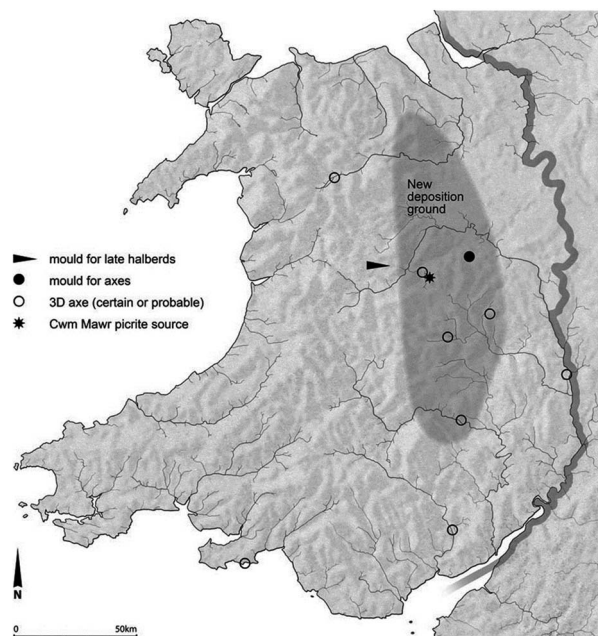 New
deposition
ground
mould for late halberds
mould for axes
3D axe (certain or probable)
Cwm Mawr picrite source
N
0 50km